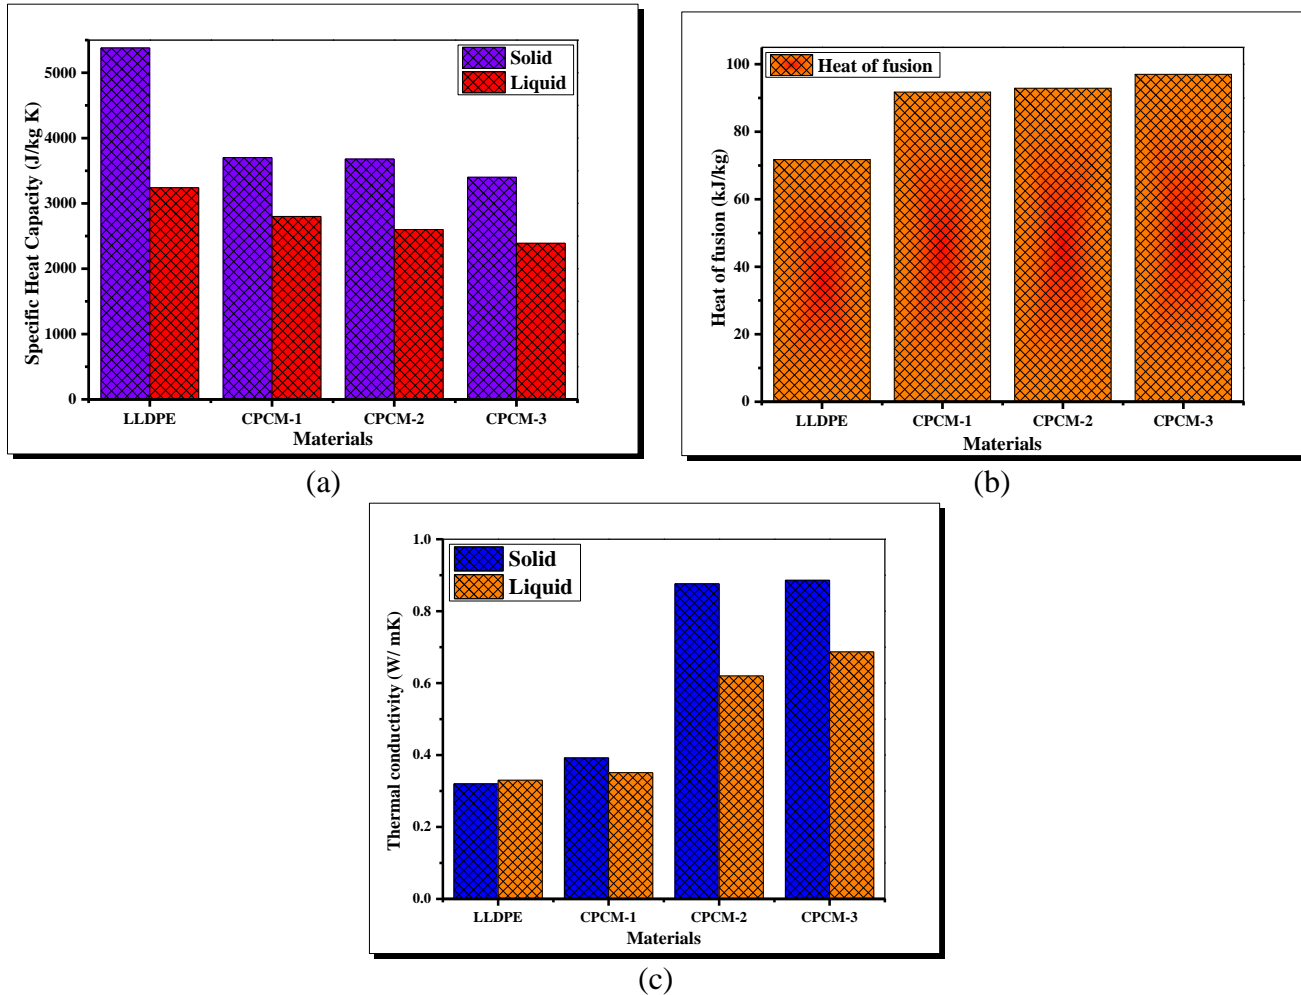 Specific Heat Capacity (J/kg K)
5000
4000
3000
2000
1000
0
Solid
Liquid
LLDPE CPCM-1 CPCM-2 CPCM-3
Materials
(a)
Heat of fusion (kJ/kg)
100
80
60
40
20
0
Heat of fusion
LLDPE CPCM-1 CPCM-2 CPCM-3
Materials
(b)
Thermal conductivity (W/ mK)
1.0
0.8
0.6
0.4
0.2
0.0
Solid
Liquid
LLDPE CPCM-1 CPCM-2 CPCM-3
Materials
(c)